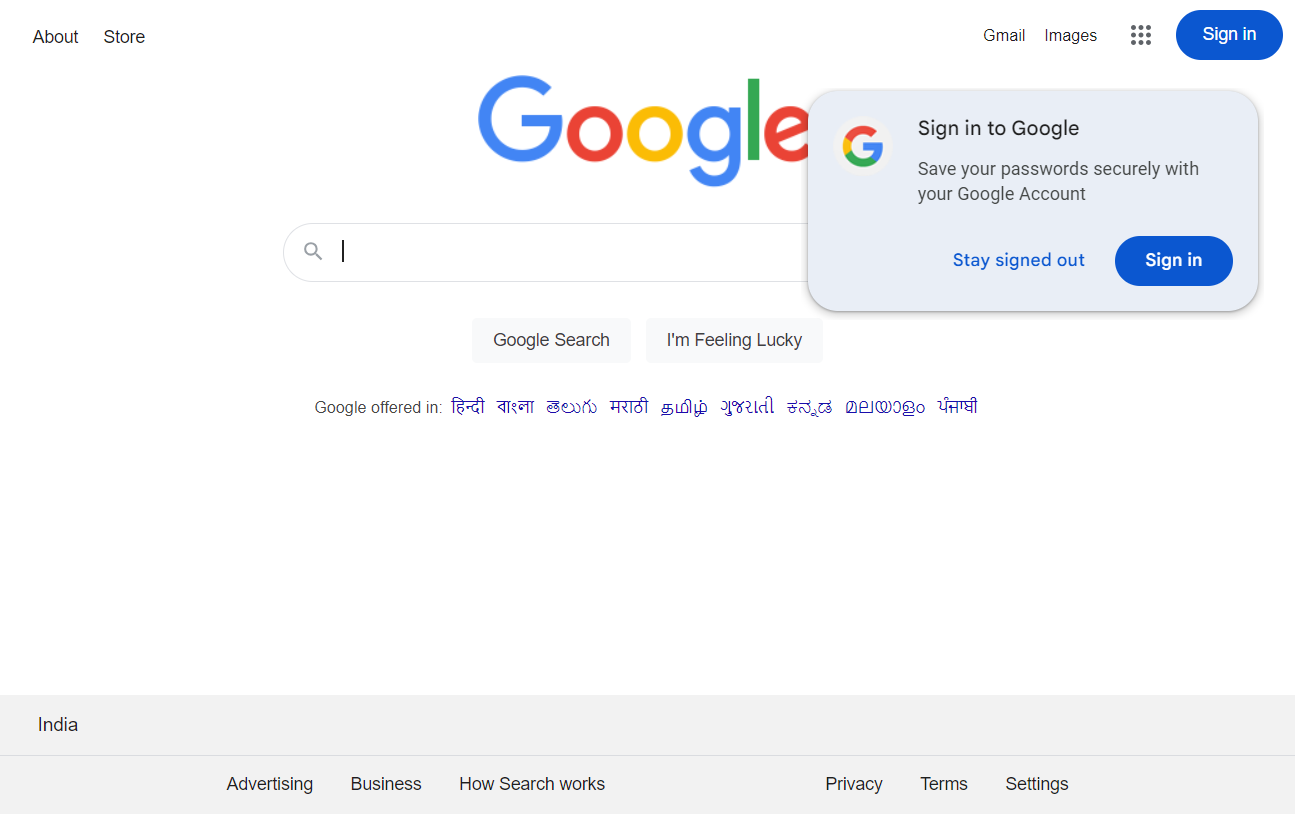 About Store Gmail Images Sign in
Google
Sign in to Google
Save your passwords securely with
your Google Account
Stay signed out Sign in
Google Search I'm Feeling Lucky
Google offered in: हिन्दी বাংলা తెలుగు मराठी தமிழ் ગુજરાતી ಕನ್ನಡ മലയാളം ਪੰਜਾਬੀ
India
Advertising Business How Search works Privacy Terms Settings